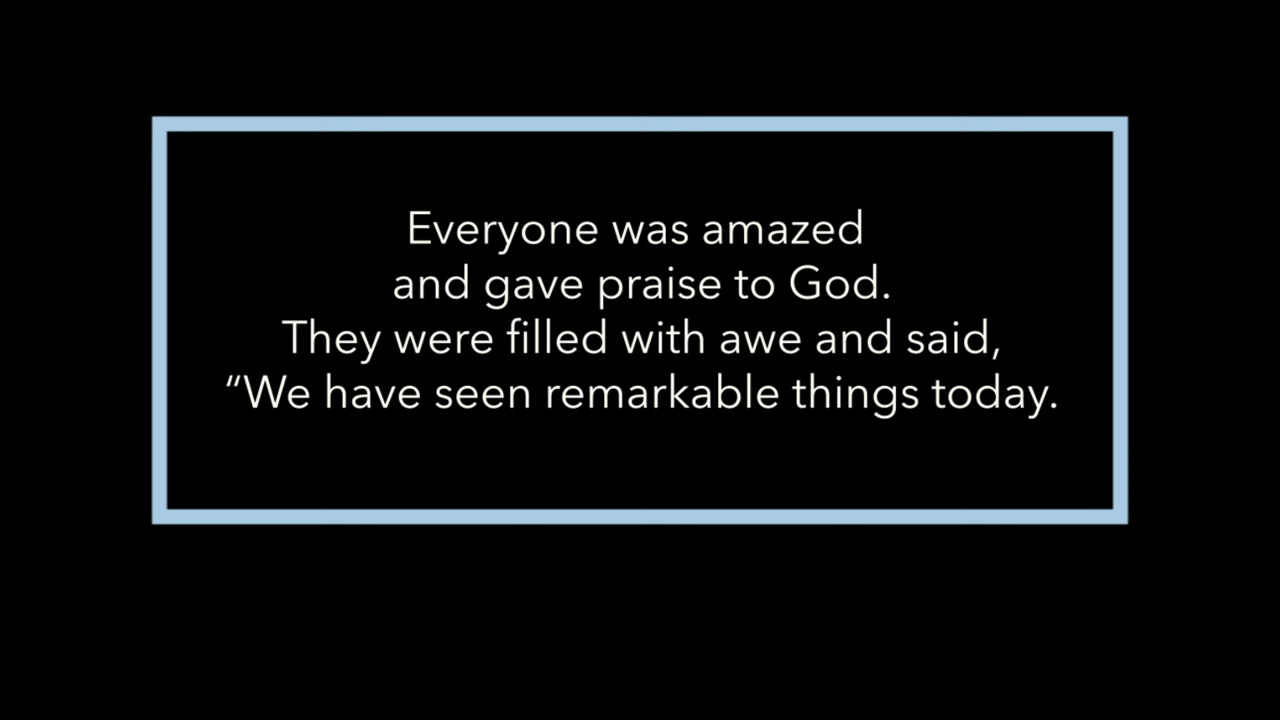 Everyone was amazed
and gave praise to God.
They were filled with awe and said,
“We have seen remarkable things today.